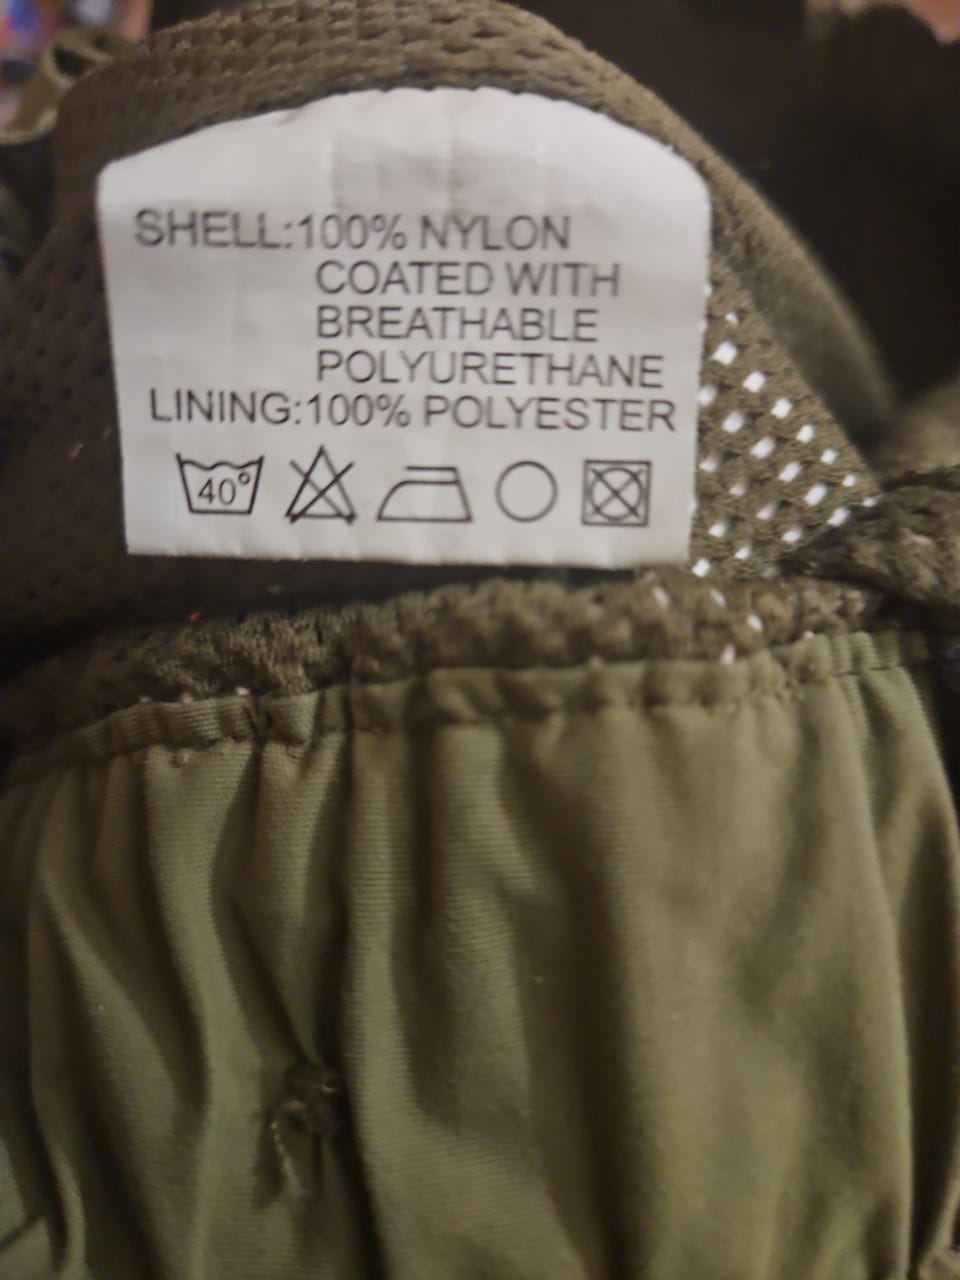 SHELL:100% NYLON
COATED WITH
BREATHABLE
POLYURETHANE
LINING:100% POLYESTER
40°